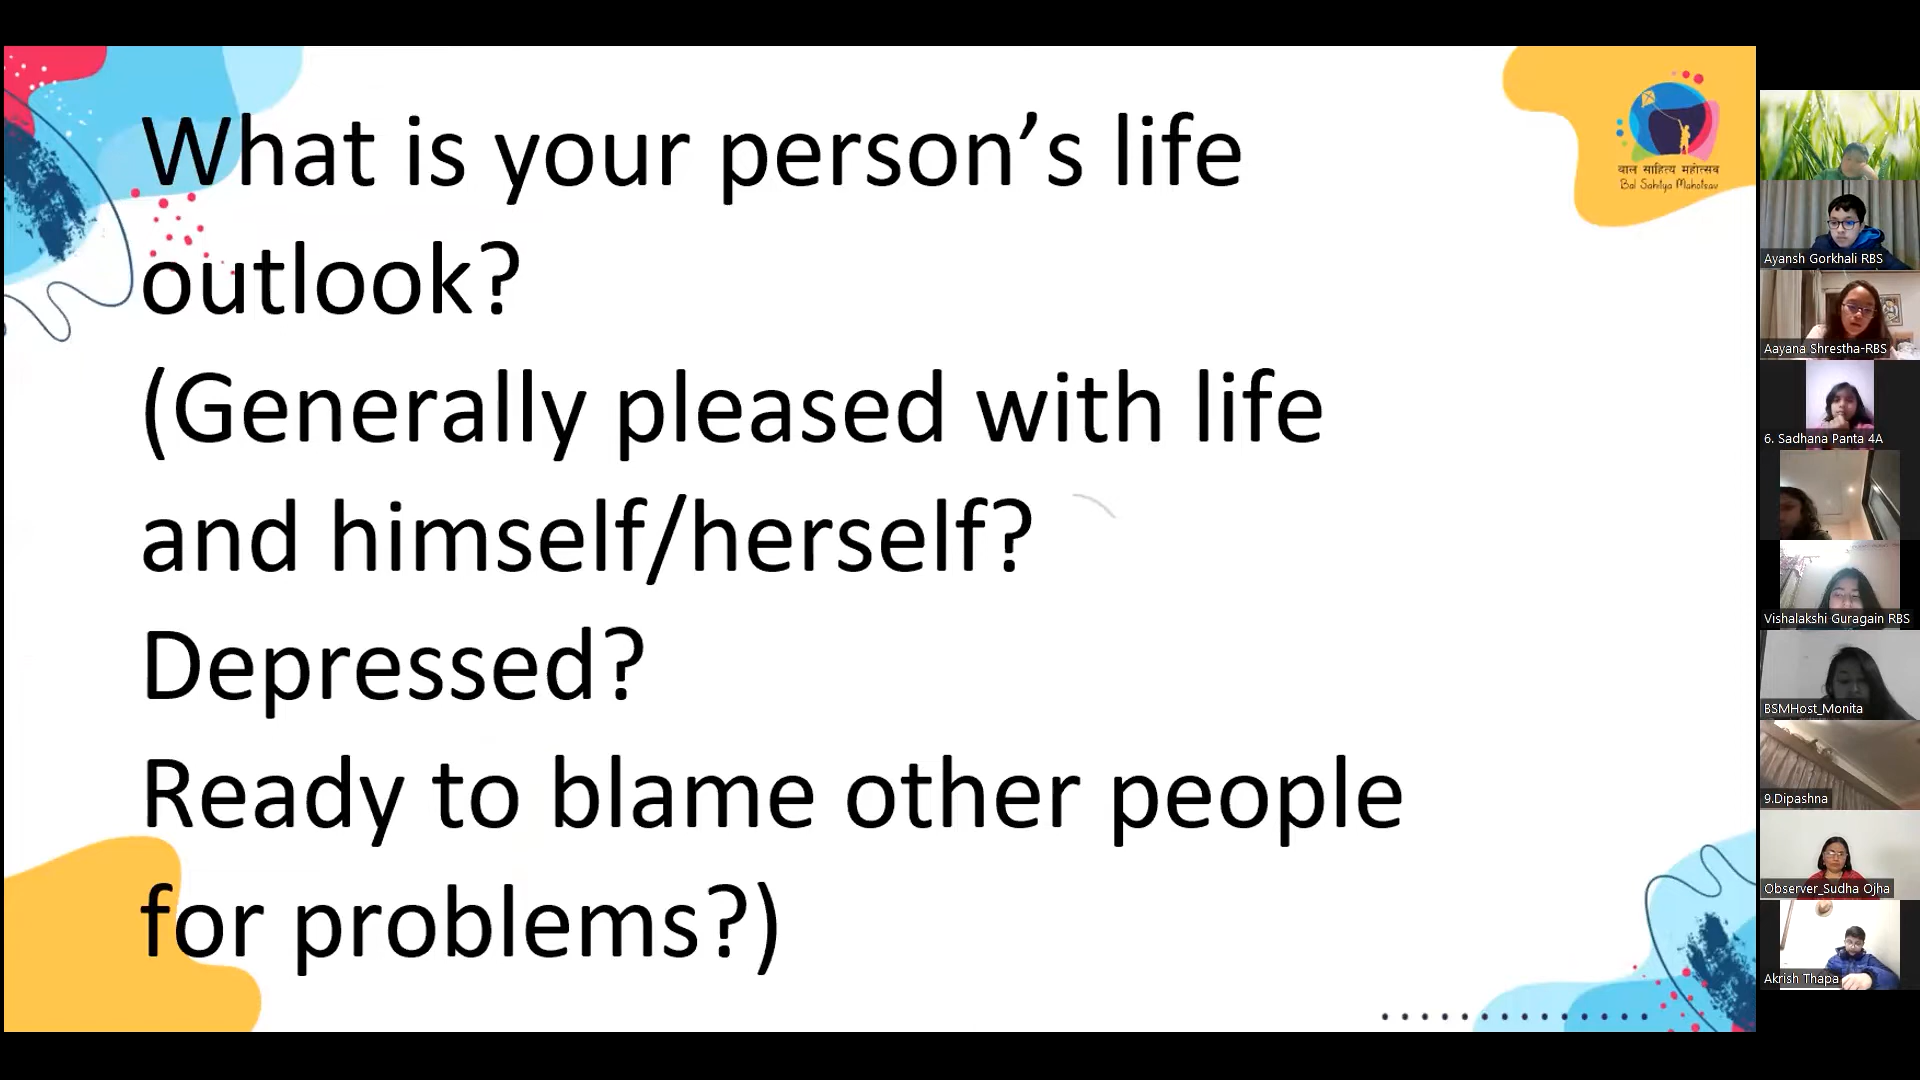 What is your person’s life
outlook?
(Generally pleased with life
and himself/herself?
Depressed?
Ready to blame other people
for problems?)
बाल साहित्य महोत्सव
Bal Sahitya Mahotsav
Ayansh Gorkhali RBS
Aayana Shrestha-RBS
6. Sadhana Panta 4A
Vishalakshi Guragain RBS
BSMHost_Monita
9.Dipashna
Observer_Sudha Ojha
Akrish Thapa